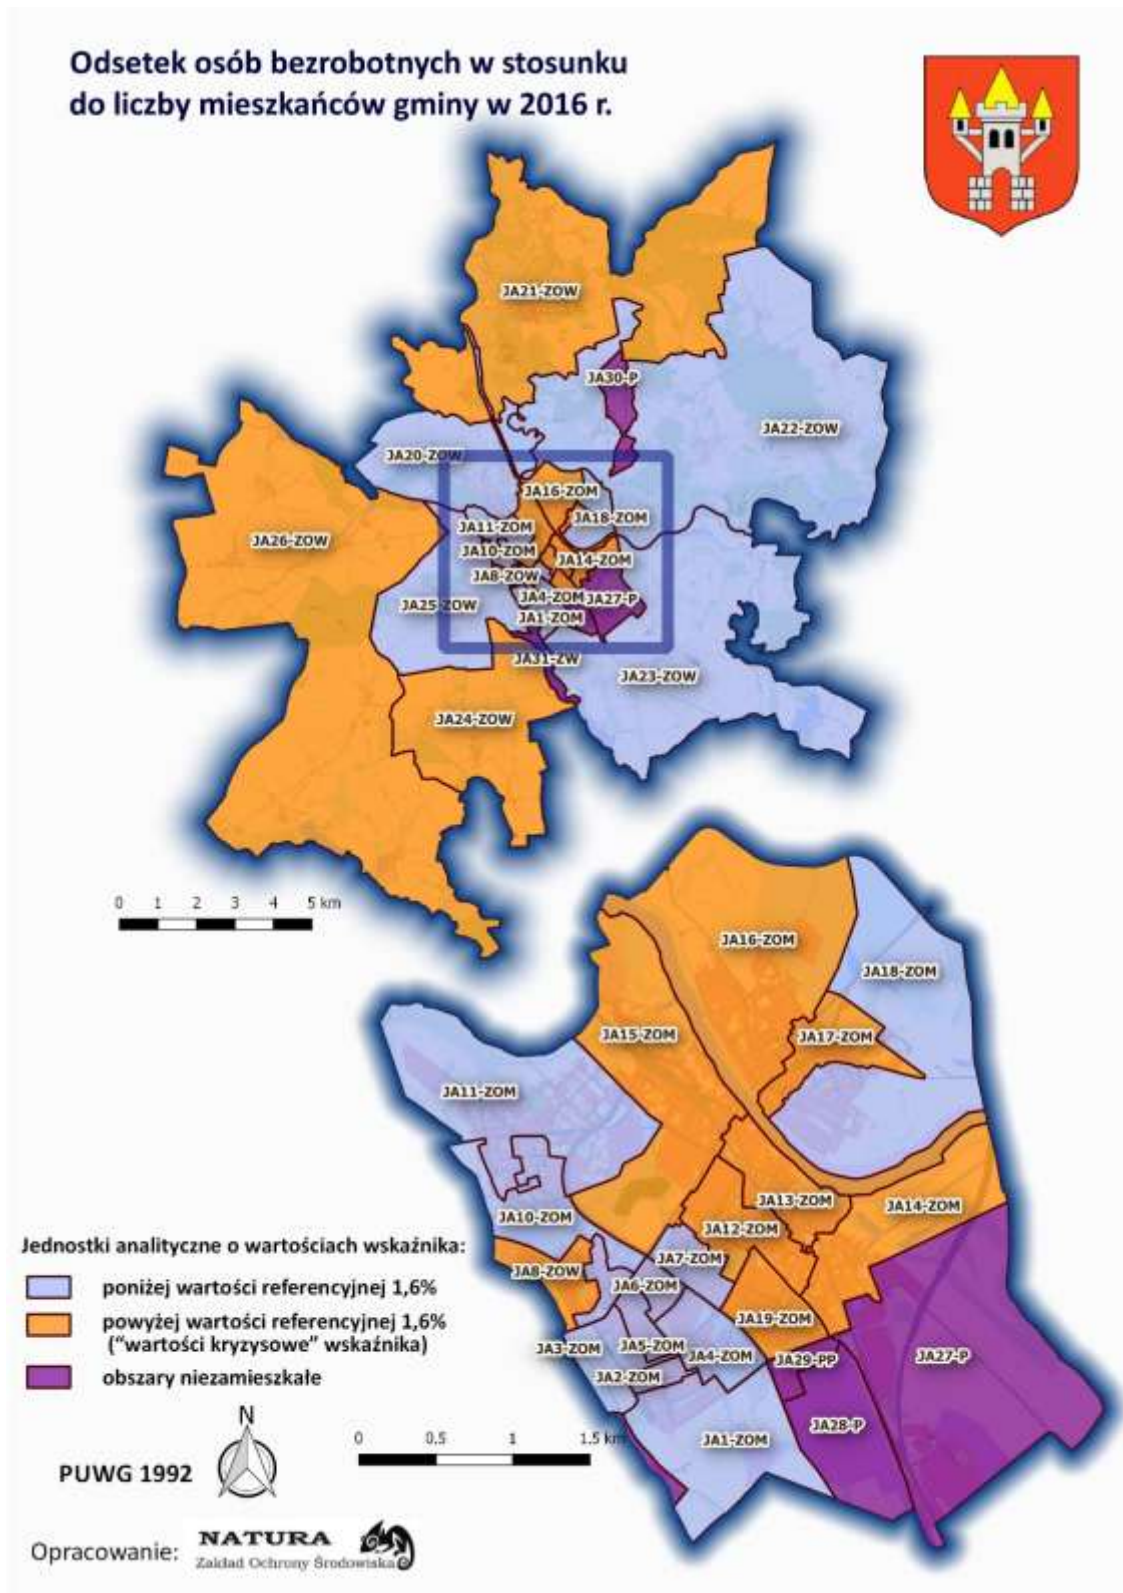 Odsetek osób bezrobotnych w stosunku
do liczby mieszkańców gminy w 2016 r.
JA21-ZOW
JA30-P
JA22-ZOW
JA20-ZOW
JA16-ZOM
JA18-ZOM
JA11-ZOM
JA26-ZOW
JA10-ZOM
JA14-ZOM
JA8-ZOW
JA4-ZOM
JA27-P
JA25-ZOW
JA1-ZOM
JA31-ZW
JA23-ZOW
JA24-ZOW
0 1 2 3 4 5 km
JA16-ZOM
JA18-ZOM
JA15-ZOM
JA17-ZOM
JA11-ZOM
JA13-ZOM
JA14-ZOM
JA10-ZOM
JA12-ZOM
JA7-ZOM
JA8-ZOW
JA6-ZOM
JA19-ZOM
JA3-ZOM
JA5-ZOM
JA4-ZOM
JA29-PP
JA27-P
JA2-ZOM
JA28-P
JA1-ZOM
Jednostki analityczne o wartościach wskaźnika:
poniżej wartości referencyjnej 1,6%
powyżej wartości referencyjnej 1,6%
("wartości kryzysowe" wskaźnika)
obszary niezamieszkałe
N
PUWG 1992
0 0.5 1 1.5 km
Opracowanie:
NATURA
Zakład Ochrony Środowiska